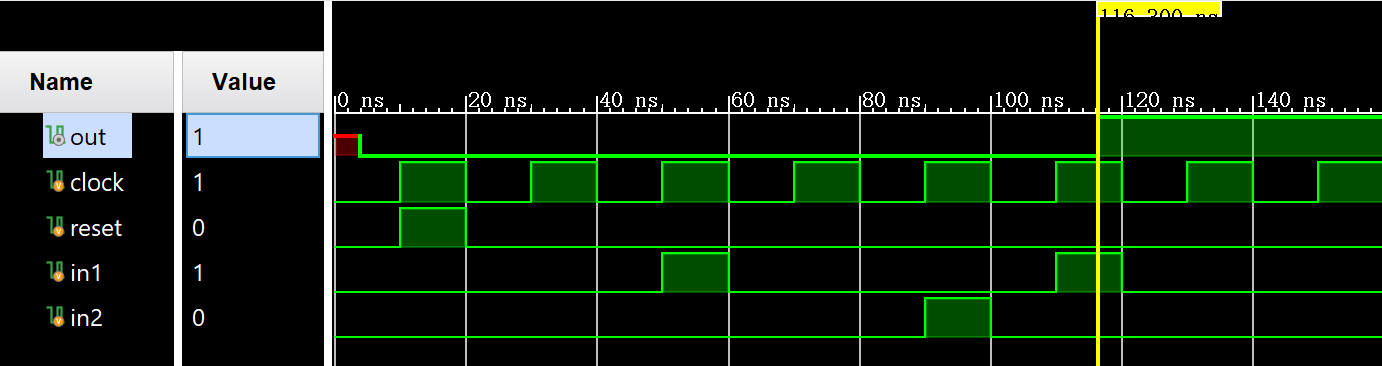 116.300 ns
Name Value
0 ns 20 ns 40 ns 60 ns 80 ns 100 ns 120 ns 140 ns
out 1
clock 1
reset 0
in1 1
in2 0